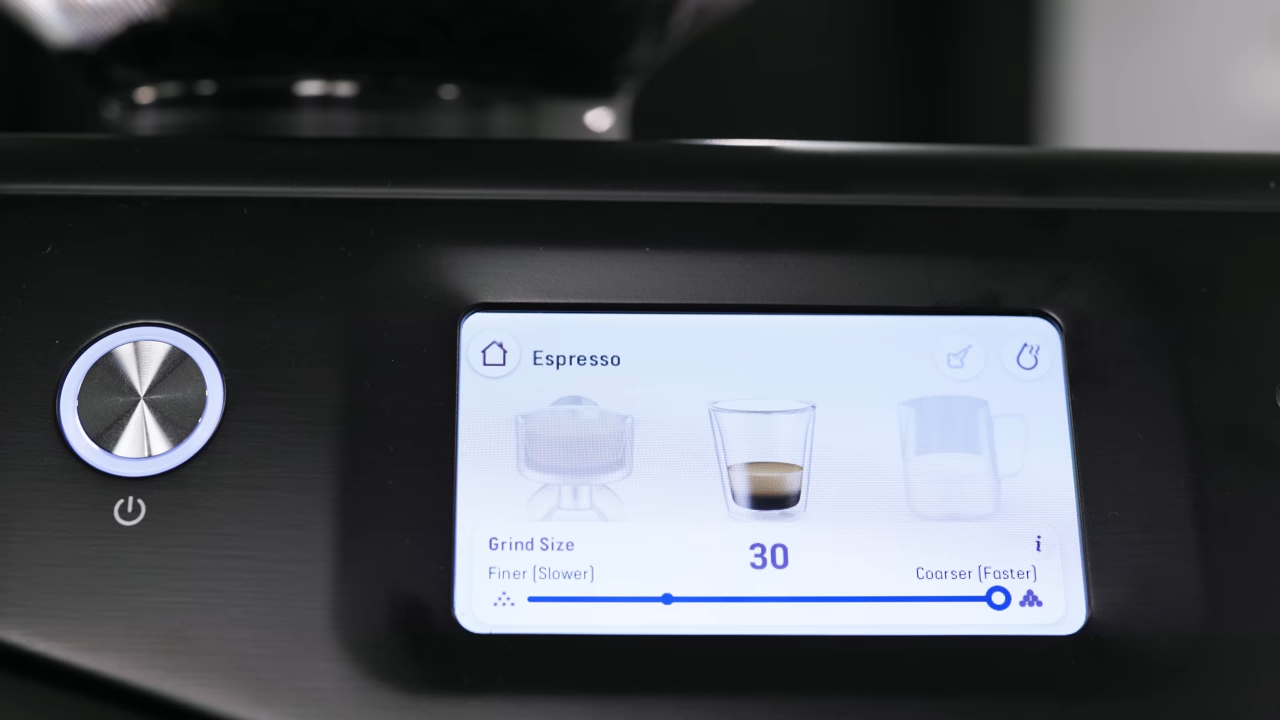 Espresso
Grind Size
30
i
Finer (Slower)
Coarser (Faster)